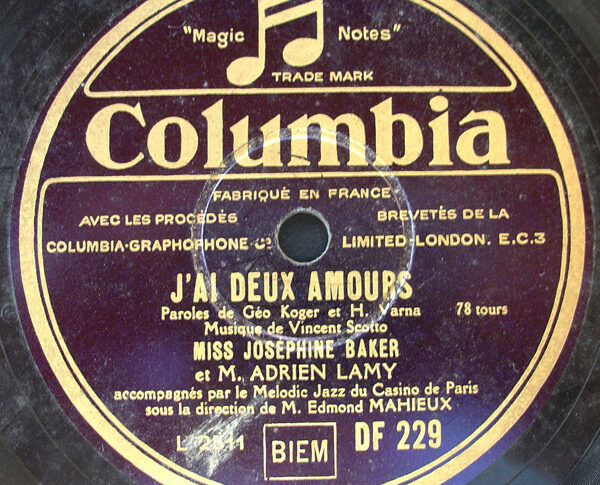 "Magic Notes"
TRADE MARK
Columbia
FABRIQUÉ EN FRANCE
AVEC LES PROCÉDÉS BREVETÉS DE LA
COLUMBIA-GRAPHOPHONE Co LIMITED-LONDON. E.C.3
J'AI DEUX AMOURS
Paroles de Géo Koger et H. Varna 78 tours
Musique de Vincent Scotto
MISS JOSÉPHINE BAKER
et M. ADRIEN LAMY
accompagnés par le Melodic Jazz du Casino de Paris
sous la direction de M. Edmond MAHIEUX
BIEM DF 229